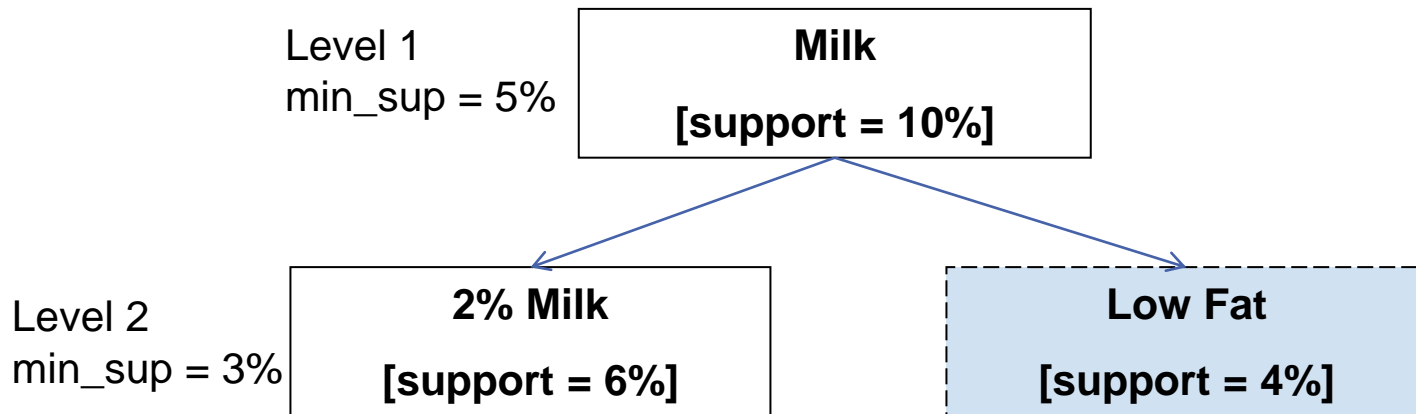 Level 1
min_sup = 5%
Milk
[support = 10%]
Level 2
min_sup = 3%
2% Milk
[support = 6%]
Low Fat
[support = 4%]